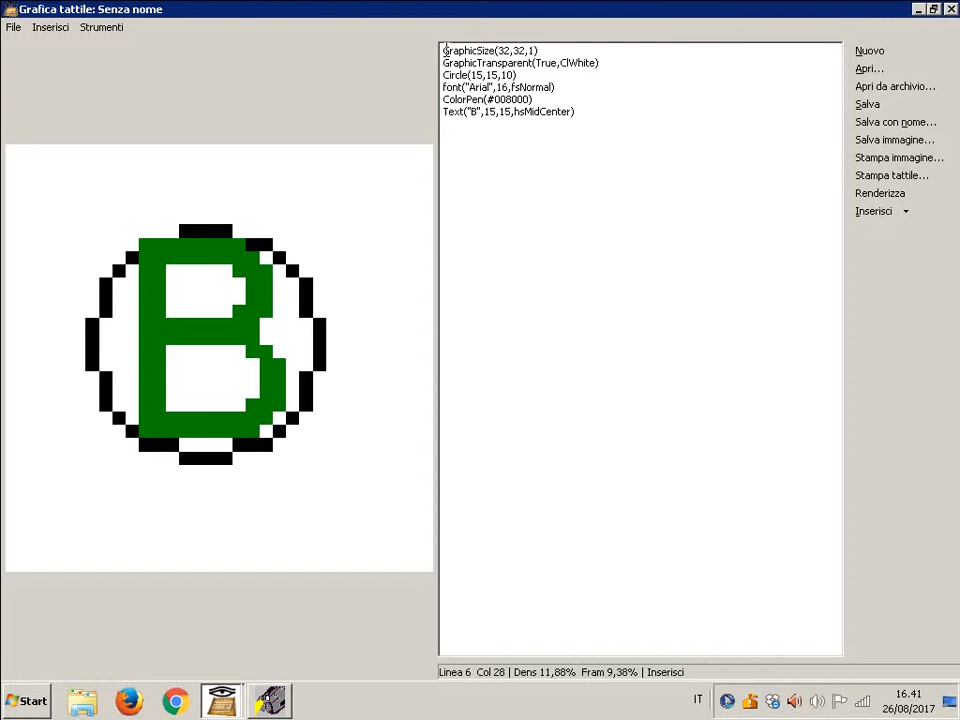 Grafica tattile: Senza nome
File Inserisci Strumenti
GraphicSize(32,32,1)
GraphicTransparent(True,ClWhite)
Circle(15,15,10)
font("Arial",16,fsNormal)
ColorPen(#008000)
Text("B",15,15,hsMidCenter)
Nuovo
Apri...
Apri da archivio...
Salva
Salva con nome...
Salva immagine...
Stampa immagine...
Stampa tattile...
Renderizza
Inserisci
B
Linea 6 Col 28 | Dens 11,88% Fram 9,38% | Inserisci
Start
IT
16.41
26/08/2017